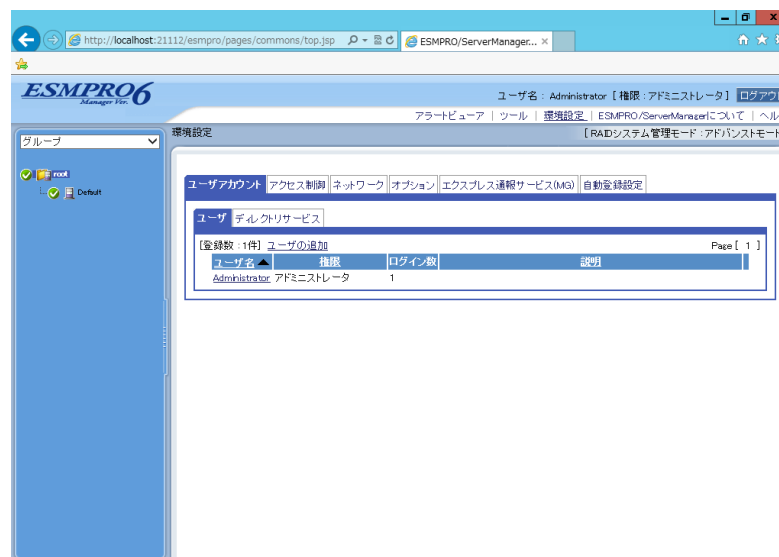 http://localhost:21112/esmpro/pages/commons/top.jsp
ESMPRO/ServerManager...
ESMPRO6
Manager Ver.
ユーザ名 : Administrator [ 権限 : アドミニストレータ ] ログアウ
アラートビューア | ツール | 環境設定 | ESMPRO/ServerManagerについて | ヘル
グループ
環境設定
[ RAIDシステム管理モード : アドバンストモード
root
Default
ユーザアカウント アクセス制御 ネットワーク オプション エクスプレス通報サービス(MG) 自動登録設定
ユーザ ディレクトリサービス
[登録数 : 1件] ユーザの追加 Page [ 1 ]
ユーザ名 ▲ 権限 ログイン数 説明
Administrator アドミニストレータ 1